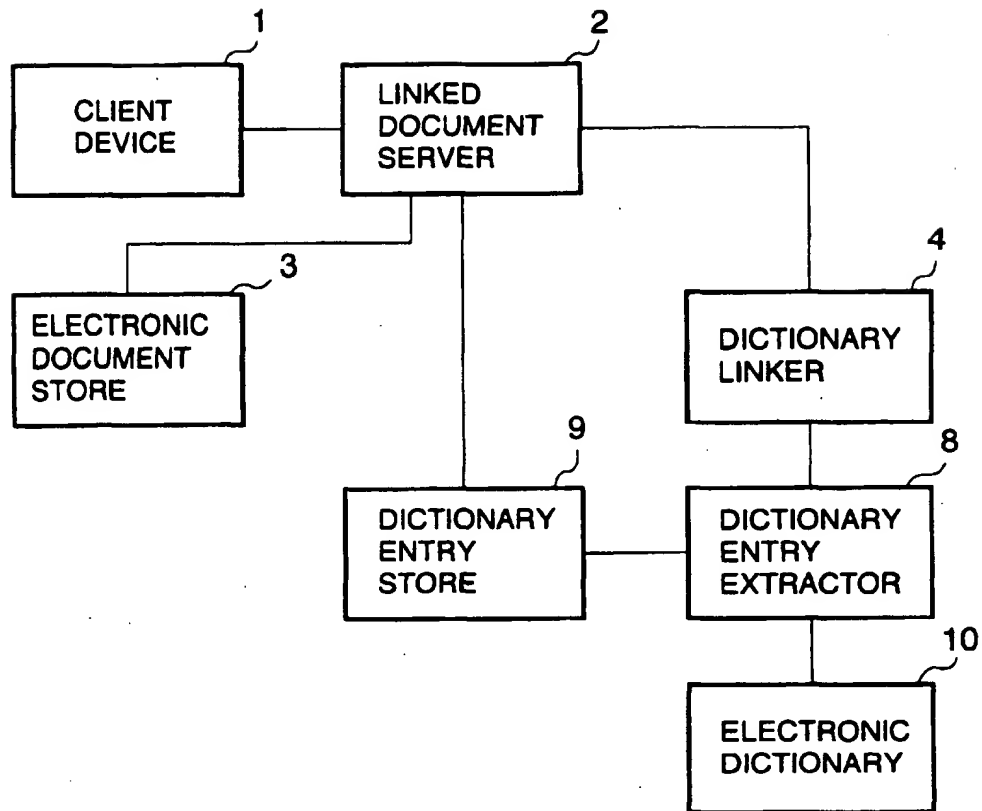 1
CLIENT
DEVICE
2
LINKED
DOCUMENT
SERVER
3
ELECTRONIC
DOCUMENT
STORE
4
DICTIONARY
LINKER
9
DICTIONARY
ENTRY
STORE
8
DICTIONARY
ENTRY
EXTRACTOR
10
ELECTRONIC
DICTIONARY